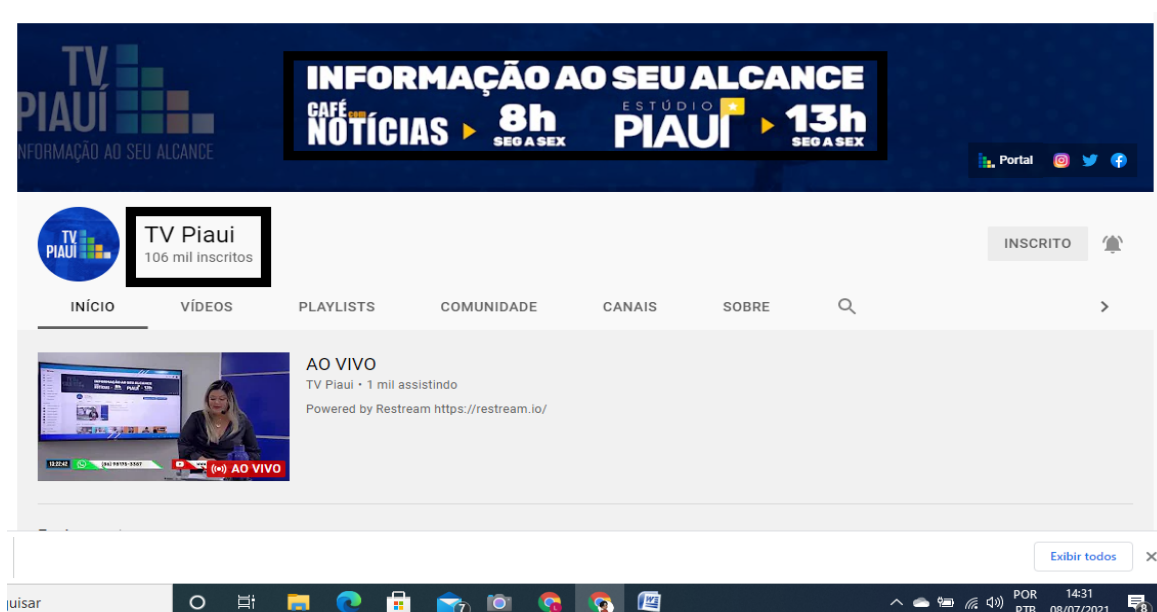 TV
PIAUÍ
INFORMAÇÃO AO SEU ALCANCE
INFORMAÇÃO AO SEU ALCANCE
CAFÉ com
NOTÍCIAS
8h
SEG A SEX
ESTÚDIO
PIAUÍ
13h
SEG A SEX
Portal
TV
PIAUÍ
TV Piaui
106 mil inscritos
INSCRITO
INÍCIO VÍDEOS PLAYLISTS COMUNIDADE CANAIS SOBRE
AO VIVO
TV Piaui • 1 mil assistindo
Powered by Restream https://restream.io/
AO VIVO
Exibir todos
uisar
7
POR
PTB
14:31
08/07/2021
8